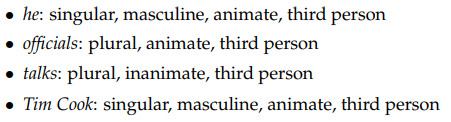 • he: singular, masculine, animate, third person
• officials: plural, animate, third person
• talks: plural, inanimate, third person
• Tim Cook: singular, masculine, animate, third person